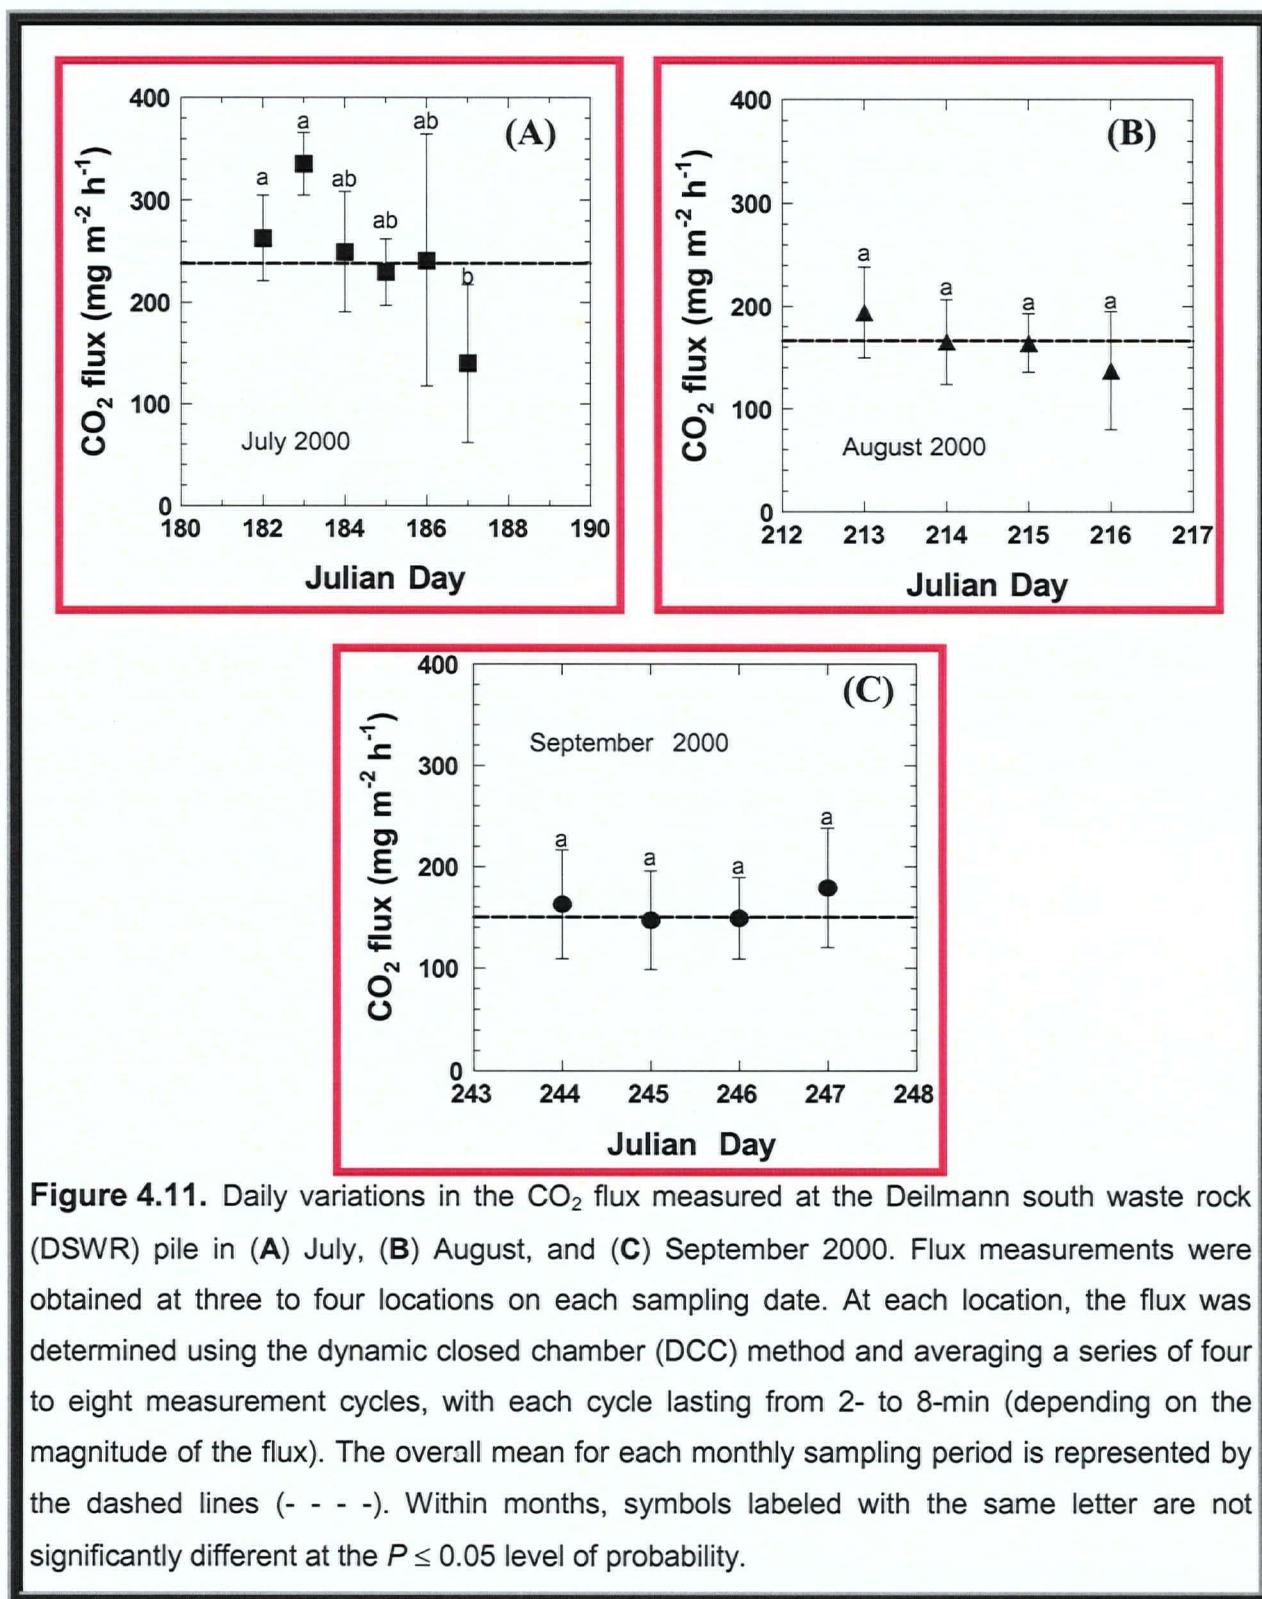 (A)
CO₂ flux (mg m⁻² h⁻¹)
400
300
200
100
0
a
a
ab
ab
ab
b
July 2000
180 182 184 186 188 190
Julian Day
(B)
CO₂ flux (mg m⁻² h⁻¹)
400
300
200
100
0
a
a
a
a
August 2000
212 213 214 215 216 217
Julian Day
(C)
CO₂ flux (mg m⁻² h⁻¹)
400
300
200
100
0
September 2000
a
a
a
a
243 244 245 246 247 248
Julian Day
Figure 4.11. Daily variations in the CO₂ flux measured at the Deilmann south waste rock
(DSWR) pile in (A) July, (B) August, and (C) September 2000. Flux measurements were
obtained at three to four locations on each sampling date. At each location, the flux was
determined using the dynamic closed chamber (DCC) method and averaging a series of four
to eight measurement cycles, with each cycle lasting from 2- to 8-min (depending on the
magnitude of the flux). The overall mean for each monthly sampling period is represented by
the dashed lines (- - - -). Within months, symbols labeled with the same letter are not
significantly different at the P ≤ 0.05 level of probability.